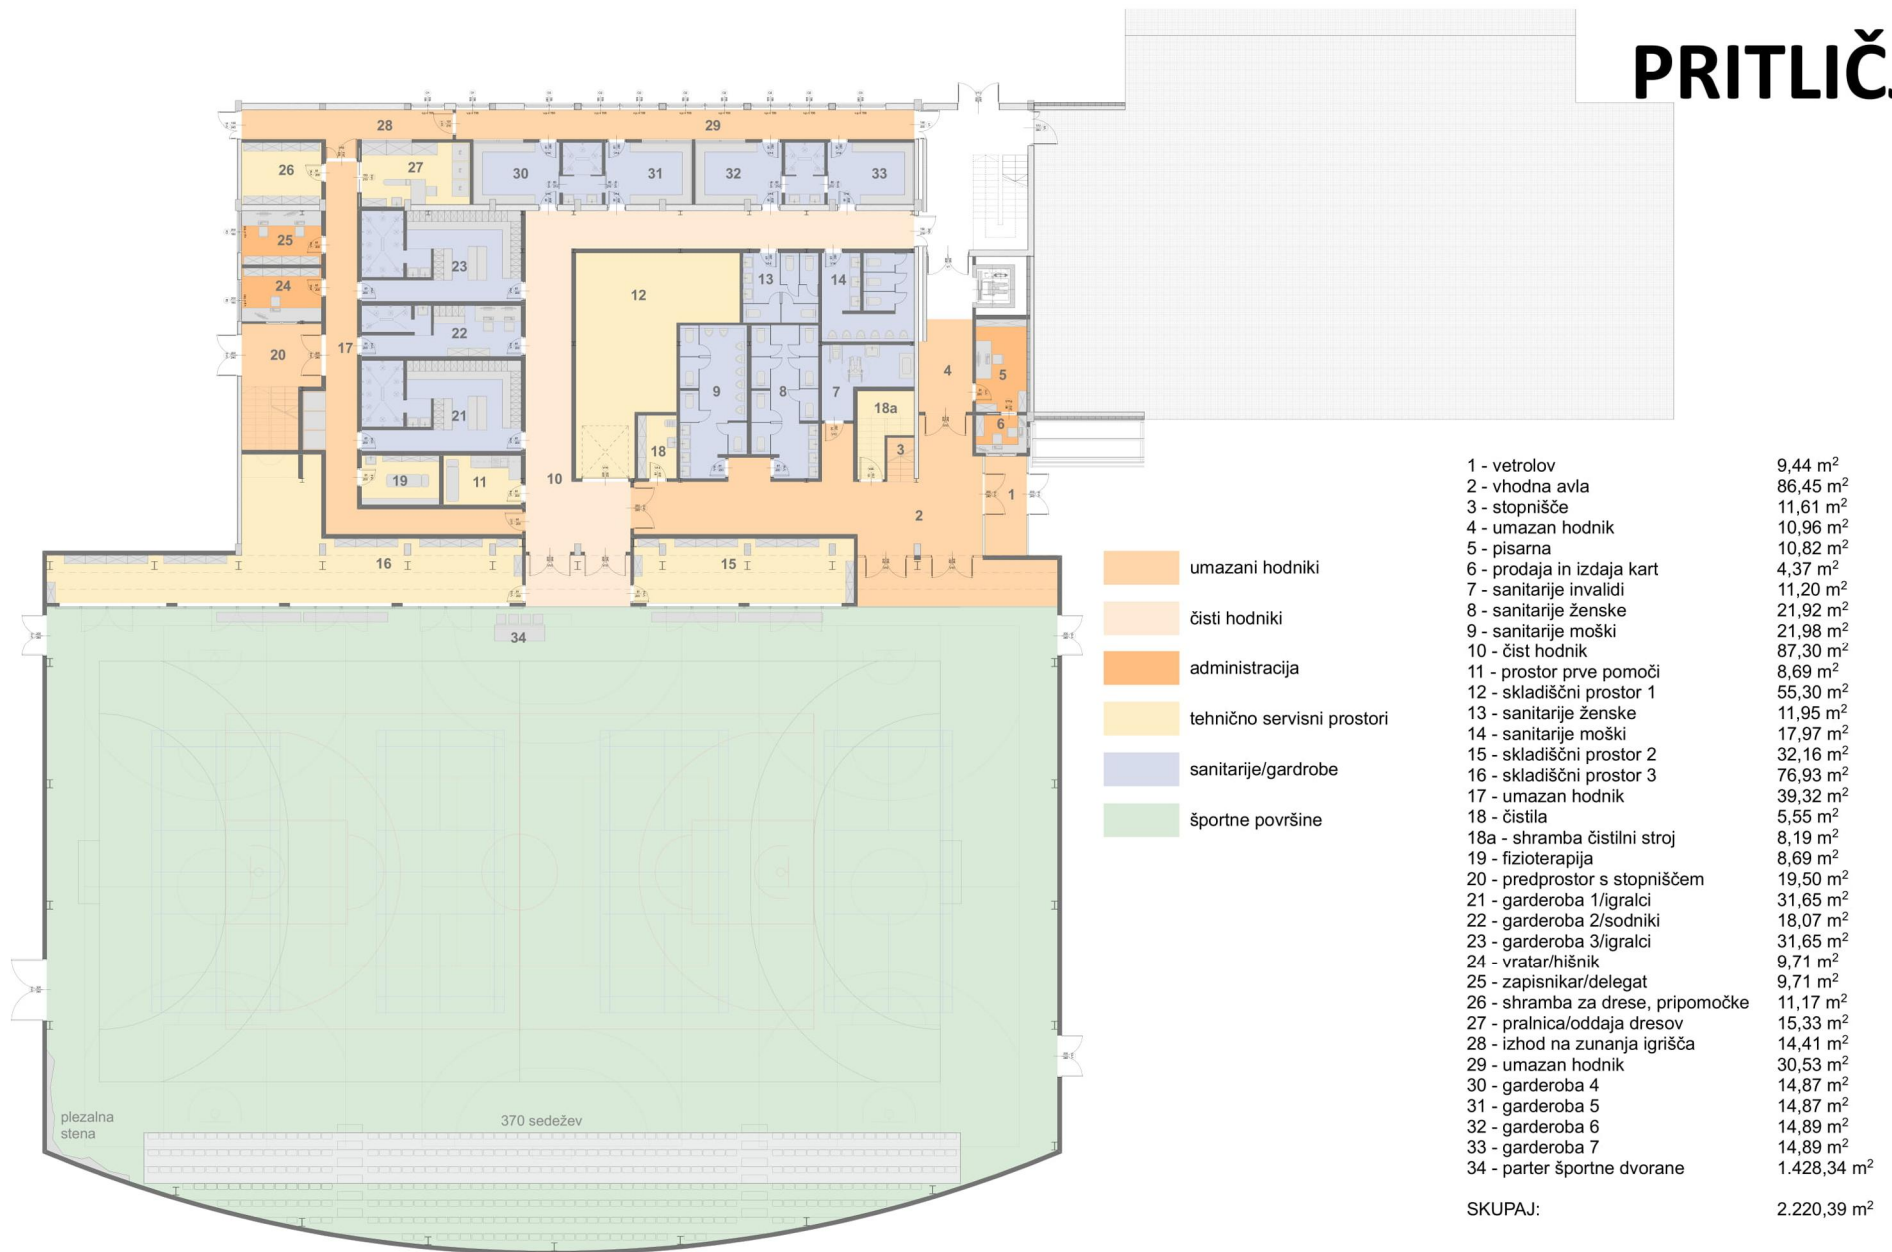 PRITLIČJ
28
29
26
27
30
31
32
33
25
23
24
12
13
14
22
20
17
4
5
9
8
7
21
18a
6
18
3
19
11
10
1
2
16
15
34
plezalna
stena
370 sedežev
umazani hodniki
čisti hodniki
administracija
tehnično servisni prostori
sanitarije/gardrobe
športne površine
1 - vetrolov 9,44 m²
2 - vhodna avla 86,45 m²
3 - stopnišče 11,61 m²
4 - umazan hodnik 10,96 m²
5 - pisarna 10,82 m²
6 - prodaja in izdaja kart 4,37 m²
7 - sanitarije invalidi 11,20 m²
8 - sanitarije ženske 21,92 m²
9 - sanitarije moški 21,98 m²
10 - čist hodnik 87,30 m²
11 - prostor prve pomoči 8,69 m²
12 - skladiščni prostor 1 55,30 m²
13 - sanitarije ženske 11,95 m²
14 - sanitarije moški 17,97 m²
15 - skladiščni prostor 2 32,16 m²
16 - skladiščni prostor 3 76,93 m²
17 - umazan hodnik 39,32 m²
18 - čistila 5,55 m²
18a - shramba čistilni stroj 8,19 m²
19 - fizioterapija 8,69 m²
20 - predprostor s stopniščem 19,50 m²
21 - garderoba 1/igralci 31,65 m²
22 - garderoba 2/sodniki 18,07 m²
23 - garderoba 3/igralci 31,65 m²
24 - vratar/hišnik 9,71 m²
25 - zapisnikar/delegat 9,71 m²
26 - shramba za drese, pripomočke 11,17 m²
27 - pralnica/oddaja dresov 15,33 m²
28 - izhod na zunanja igrišča 14,41 m²
29 - umazan hodnik 30,53 m²
30 - garderoba 4 14,87 m²
31 - garderoba 5 14,87 m²
32 - garderoba 6 14,89 m²
33 - garderoba 7 14,89 m²
34 - parter športne dvorane 1.428,34 m²
SKUPAJ: 2.220,39 m²